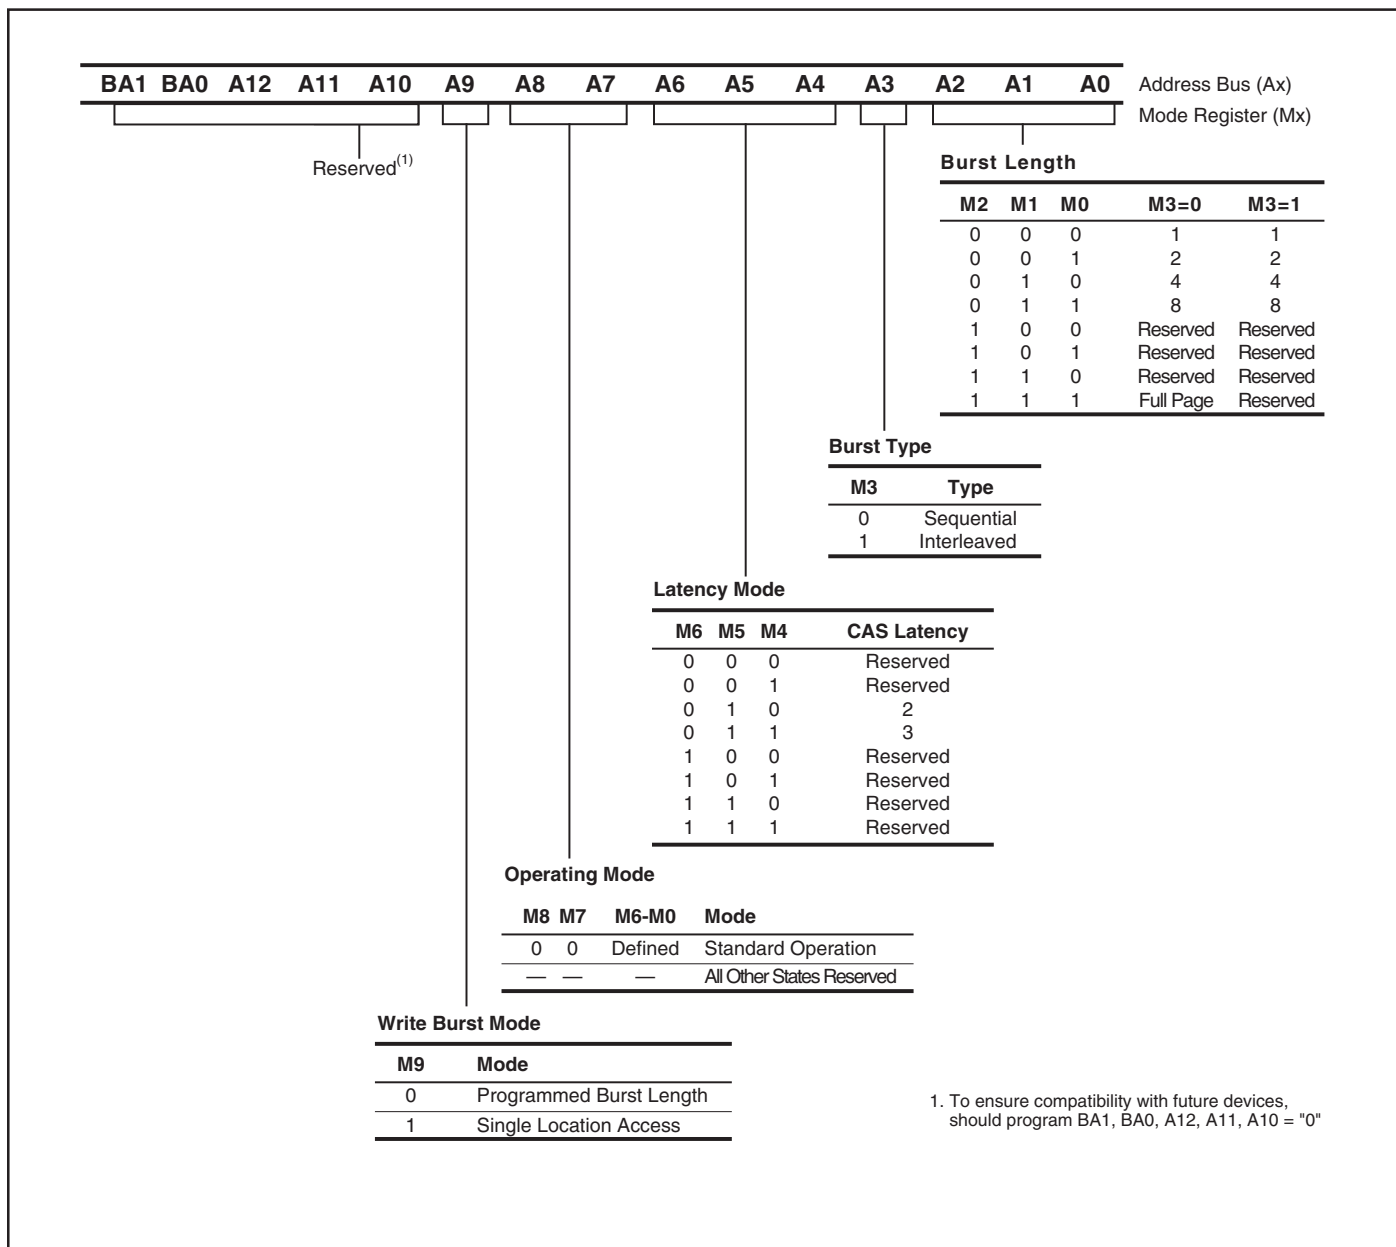 BA1 BA0 A12 A11 A10 A9 A8 A7 A6 A5 A4 A3 A2 A1 A0 Address Bus (Ax)
Mode Register (Mx)
Reserved(1)
Burst Length
M2 M1 M0 M3=0 M3=1
0 0 0 1 1
0 0 1 2 2
0 1 0 4 4
0 1 1 8 8
1 0 0 Reserved Reserved
1 0 1 Reserved Reserved
1 1 0 Reserved Reserved
1 1 1 Full Page Reserved
Burst Type
M3 Type
0 Sequential
1 Interleaved
Latency Mode
M6 M5 M4 CAS Latency
0 0 0 Reserved
0 0 1 Reserved
0 1 0 2
0 1 1 3
1 0 0 Reserved
1 0 1 Reserved
1 1 0 Reserved
1 1 1 Reserved
Operating Mode
M8 M7 M6-M0 Mode
0 0 Defined Standard Operation
— — — All Other States Reserved
Write Burst Mode
M9 Mode
0 Programmed Burst Length
1 Single Location Access
1. To ensure compatibility with future devices,
should program BA1, BA0, A12, A11, A10 = "0"